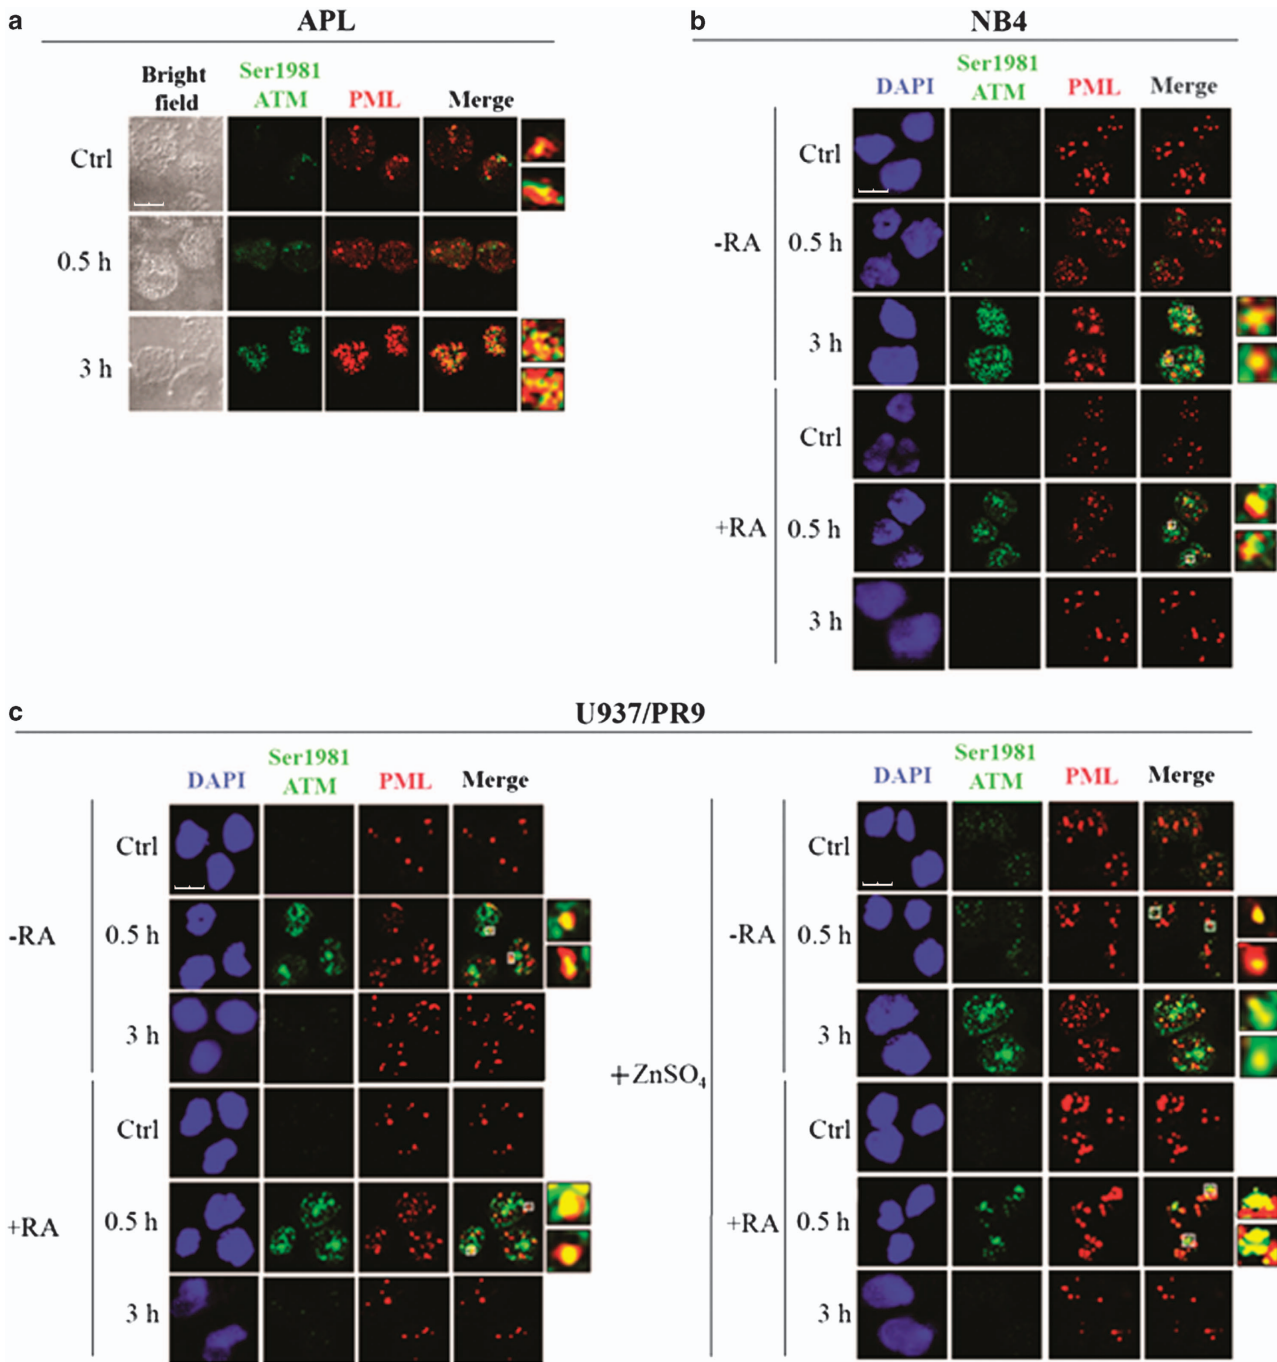 a
APL
Bright field
Ser1981 ATM
PML
Merge
Ctrl
0.5 h
3 h
b
NB4
DAPI
Ser1981 ATM
PML
Merge
-RA
Ctrl
0.5 h
3 h
+RA
Ctrl
0.5 h
3 h
c
U937/PR9
DAPI
Ser1981 ATM
PML
Merge
-RA
Ctrl
0.5 h
3 h
+RA
Ctrl
0.5 h
3 h
+ZnSO₄
DAPI
Ser1981 ATM
PML
Merge
-RA
Ctrl
0.5 h
3 h
+RA
Ctrl
0.5 h
3 h